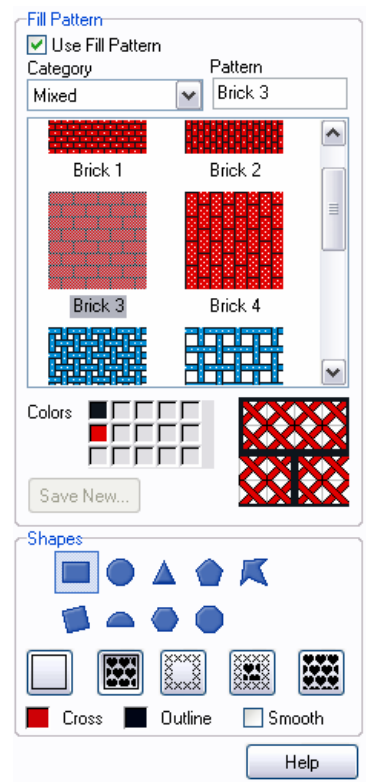 Fill Pattern
Use Fill Pattern
Category Pattern
Mixed Brick 3
Brick 1 Brick 2
Brick 3 Brick 4
Colors
Save New...
Shapes
Cross Outline Smooth
Help